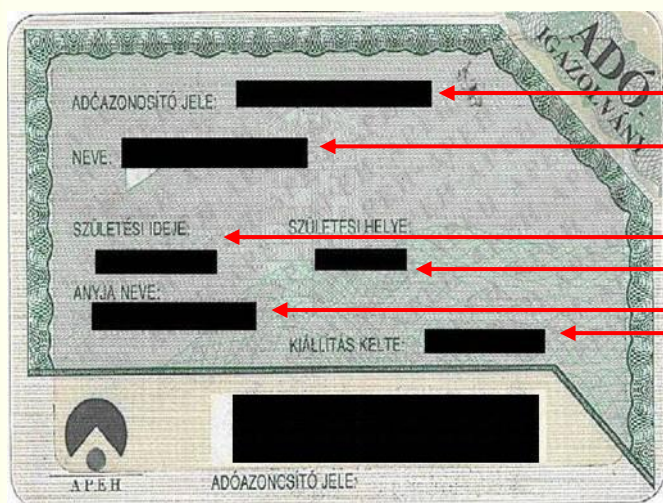 ADÓ-
IGAZOLVÁNY
ADÓAZONOSÍTÓ JELE:
NEVE:
SZÜLETÉSI IDEJE:
SZÜLETÉSI HELYE:
ANYJA NEVE:
KIÁLLÍTÁS KELTE:
APEH
ADÓAZONOSÍTÓ JELE: